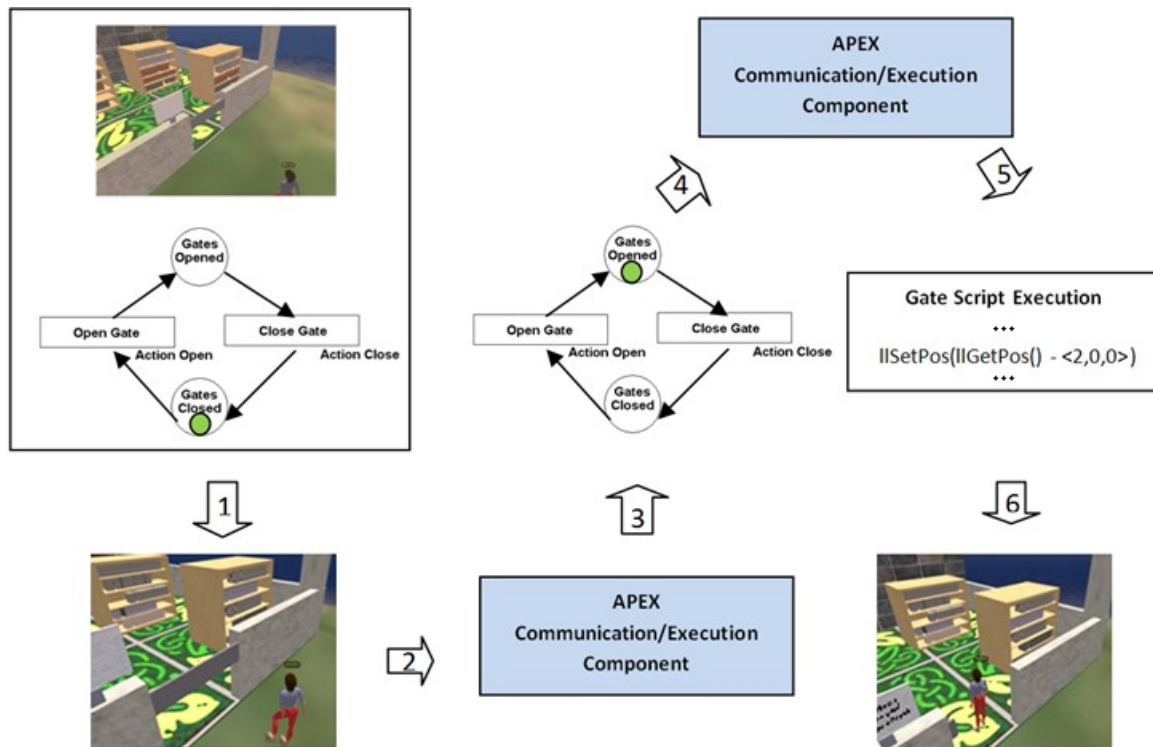 Gates
Opened
Open Gate
Close Gate
Action Open
Action Close
Gates
Closed
1
2
APEX
Communication/Execution
Component
3
Gates
Opened
Open Gate
Close Gate
Action Open
Action Close
Gates
Closed
4
APEX
Communication/Execution
Component
5
Gate Script Execution
...
llSetPos(llGetPos() - <2,0,0>)
...
6